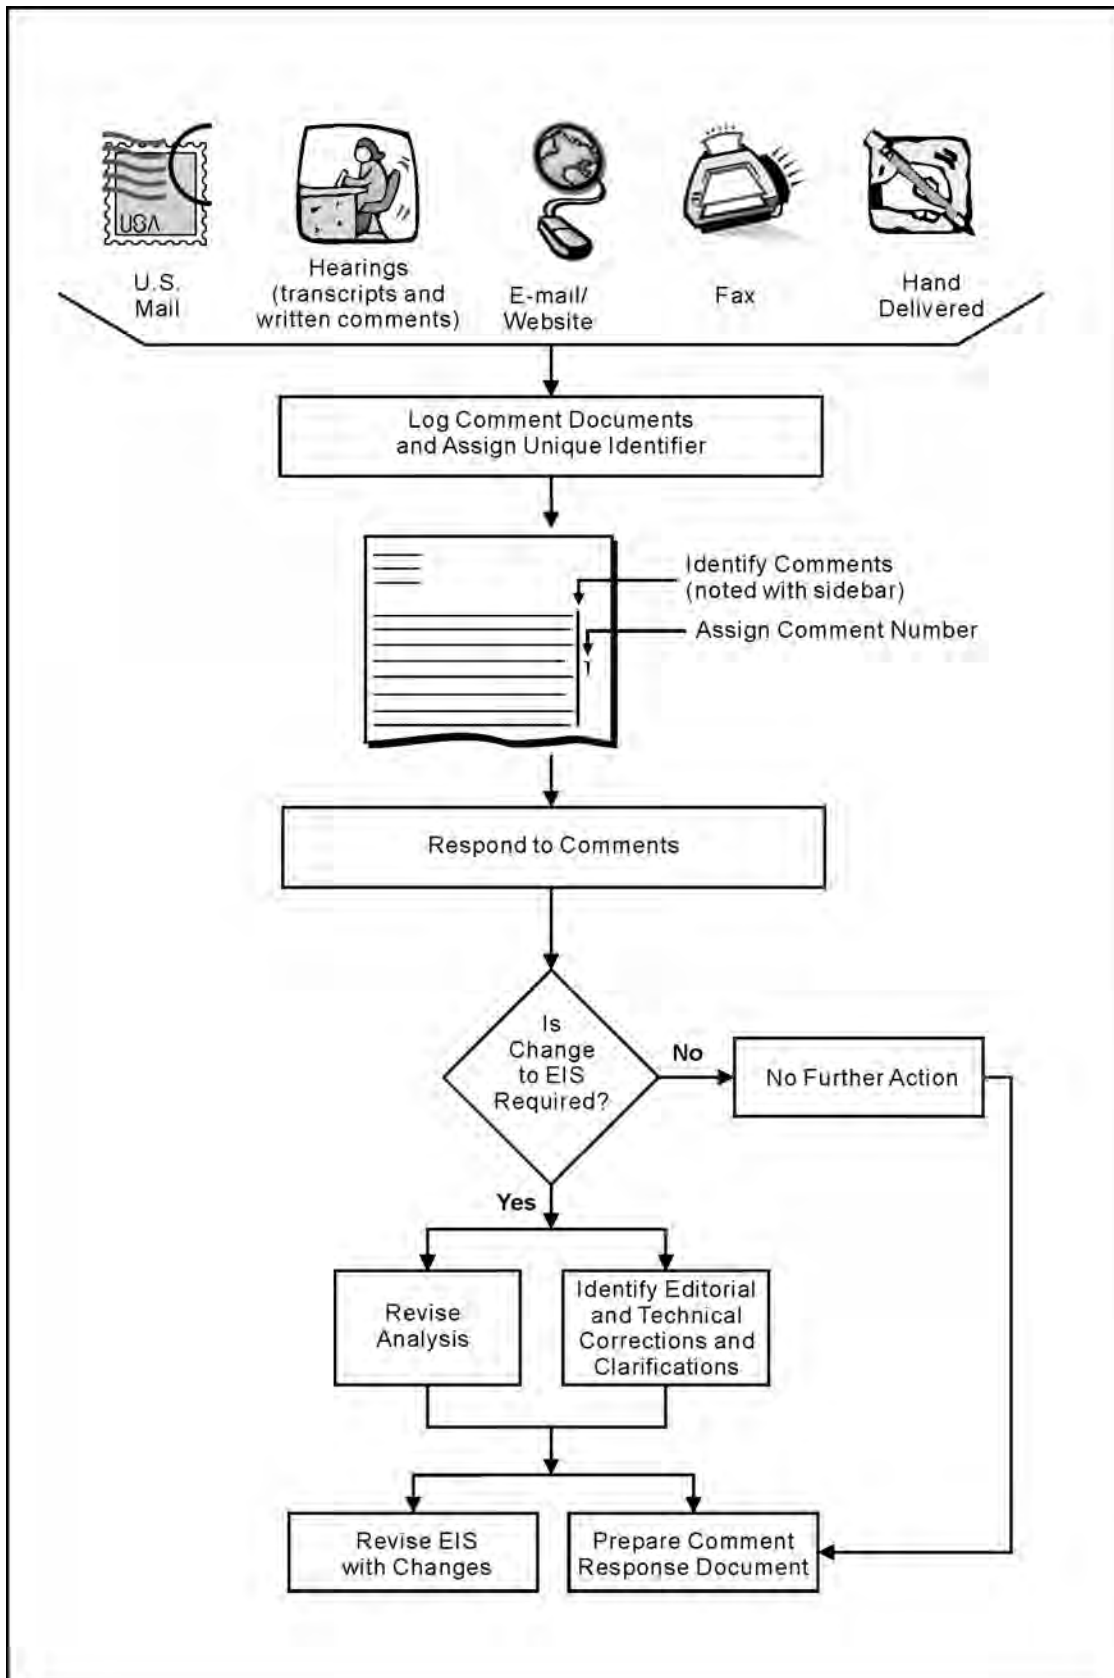 USA
U.S.
Mail
Hearings
(transcripts and
written comments)
E-mail/
Website
Fax
Hand
Delivered
Log Comment Documents
and Assign Unique Identifier
Identify Comments
(noted with sidebar)
Assign Comment Number
1
Respond to Comments
Is
Change
to EIS
Required?
No
No Further Action
Yes
Revise
Analysis
Identify Editorial
and Technical
Corrections and
Clarifications
Revise EIS
with Changes
Prepare Comment
Response Document